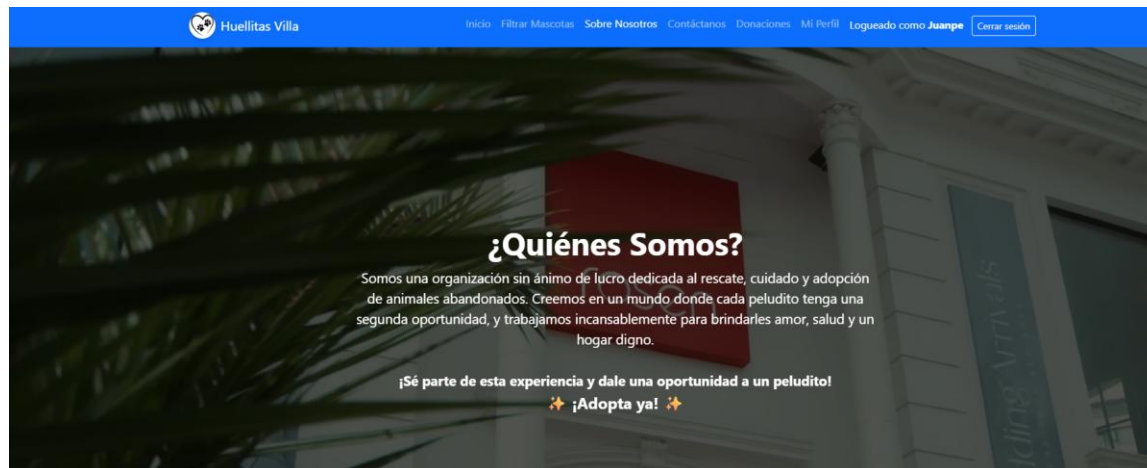 Huellitas Villa
Inicio Filtrar Mascotas Sobre Nosotros Contáctanos Donaciones Mi Perfil Logueado como Juanpe Cerrar sesión
¿Quiénes Somos?
Somos una organización sin ánimo de lucro dedicada al rescate, cuidado y adopción
de animales abandonados. Creemos en un mundo donde cada peludito tenga una
segunda oportunidad, y trabajamos incansablemente para brindarles amor, salud y un
hogar digno.
rosen
¡Sé parte de esta experiencia y dale una oportunidad a un peludito!
✨ ¡Adopta ya! ✨
Arrivals